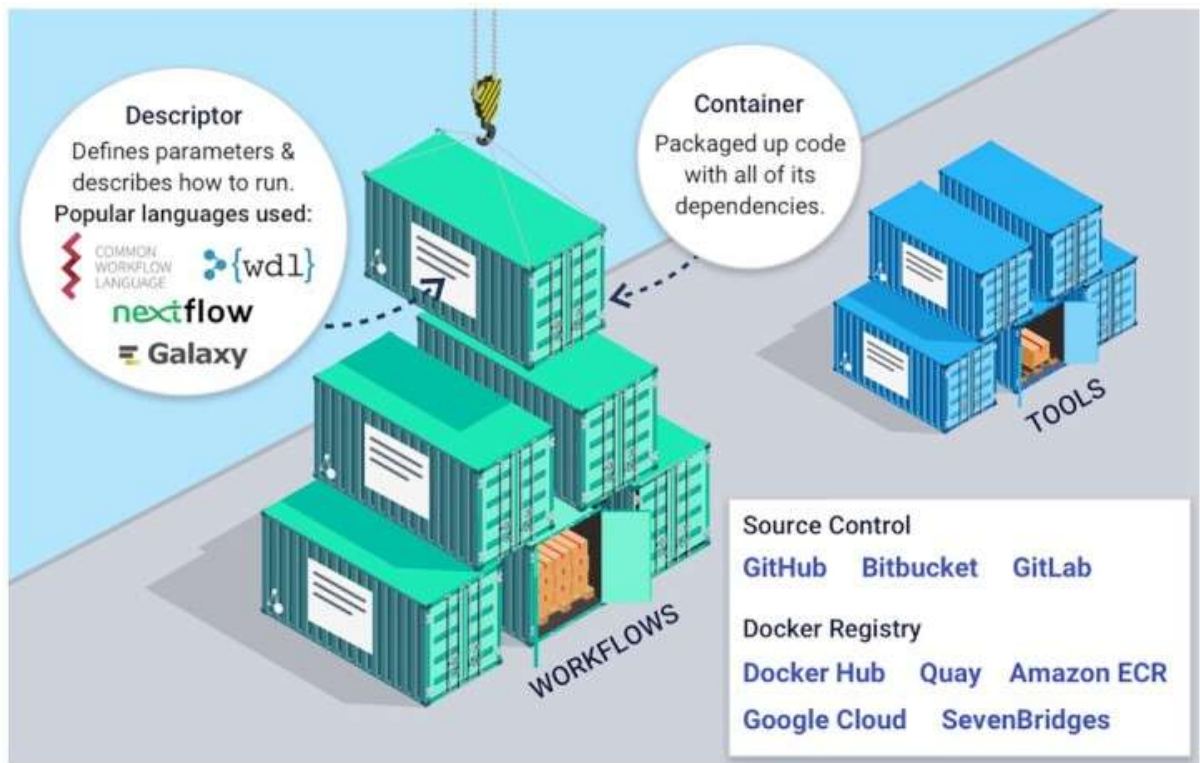 Descriptor
Defines parameters &
describes how to run.
Popular languages used:
COMMON
WORKFLOW
LANGUAGE
{wdl}
nextflow
Galaxy
Container
Packaged up code
with all of its
dependencies.
TOOLS
WORKFLOWS
Source Control
GitHub Bitbucket GitLab
Docker Registry
Docker Hub Quay Amazon ECR
Google Cloud SevenBridges